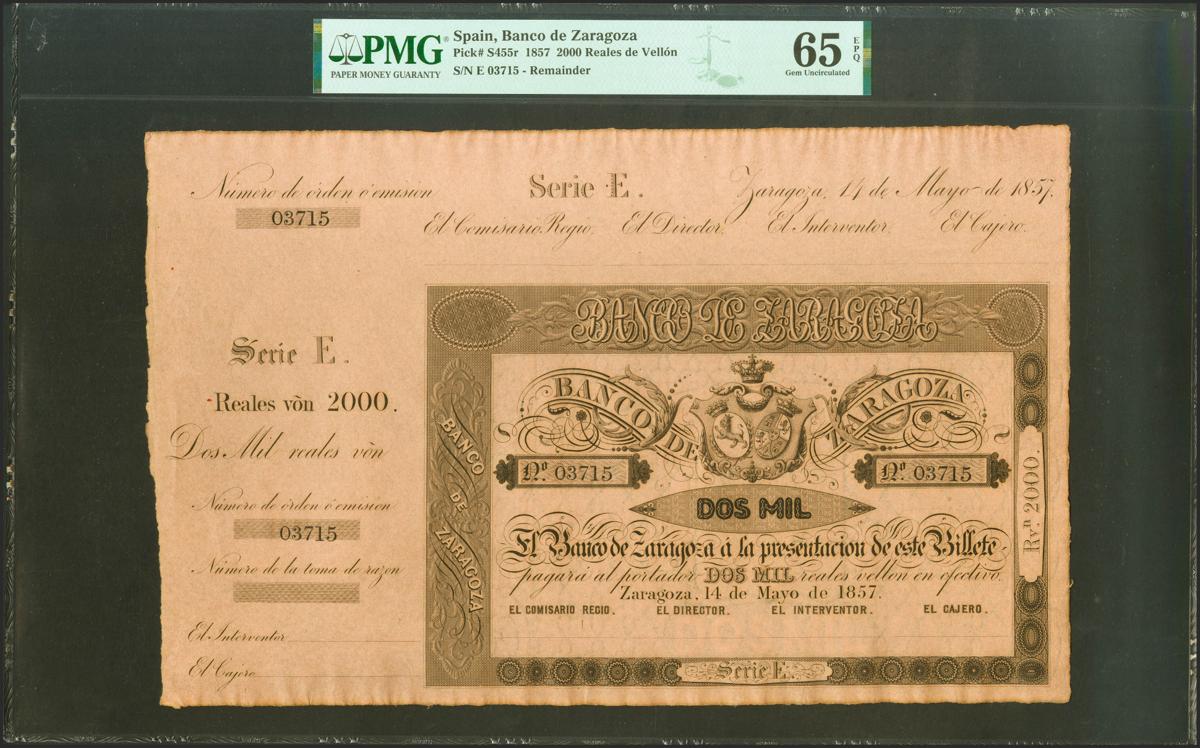 PMG
PAPER MONEY GUARANTY
Spain, Banco de Zaragoza
Pick# S455r 1857 2000 Reales de Vellón
S/N E 03715 - Remainder
65
EPQ
Gem Uncirculated
Número de órden ó emision
03715
Serie E.
Zaragoza, 14 de Mayo de 1857.
El Comisario Regio. El Director. El Interventor. El Cajero.
BANCO DE ZARAGOZA
Serie E.
Reales vôn 2000.
Dos Mil reales vôn
Número de órden ó emision
03715
Número de la toma de razon
El Interventor
El Cajero
BANCO DE ZARAGOZA
BANCO DE ZARAGOZA
Nº. 03715
Nº. 03715
DOS MIL
El Banco de Zaragoza á la presentacion de este Billete
pagará al portador DOS MIL reales vellon en efectivo.
Zaragoza, 14 de Mayo de 1857.
EL COMISARIO REGIO. EL DIRECTOR. EL INTERVENTOR. EL CAJERO.
Rvn. 2000.
Serie E.